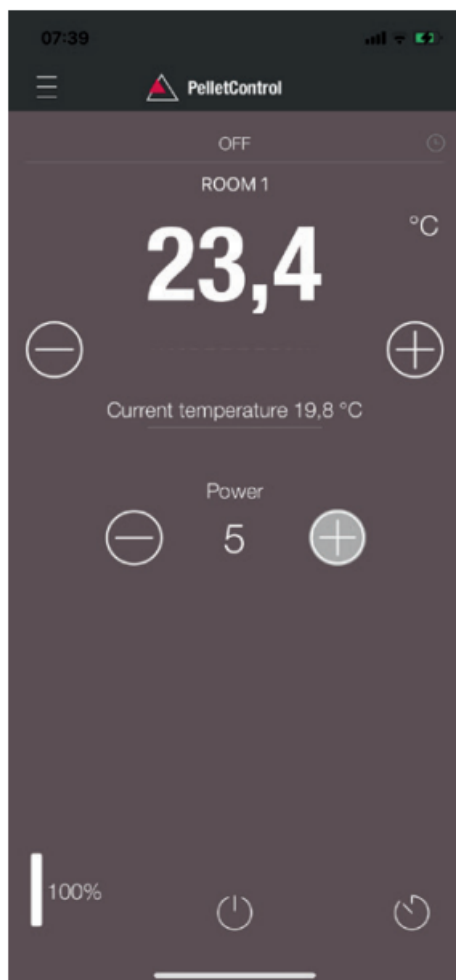 07:39
PelletControl
OFF
ROOM 1
23,4
°C
Current temperature 19,8 °C
Power
5
100%